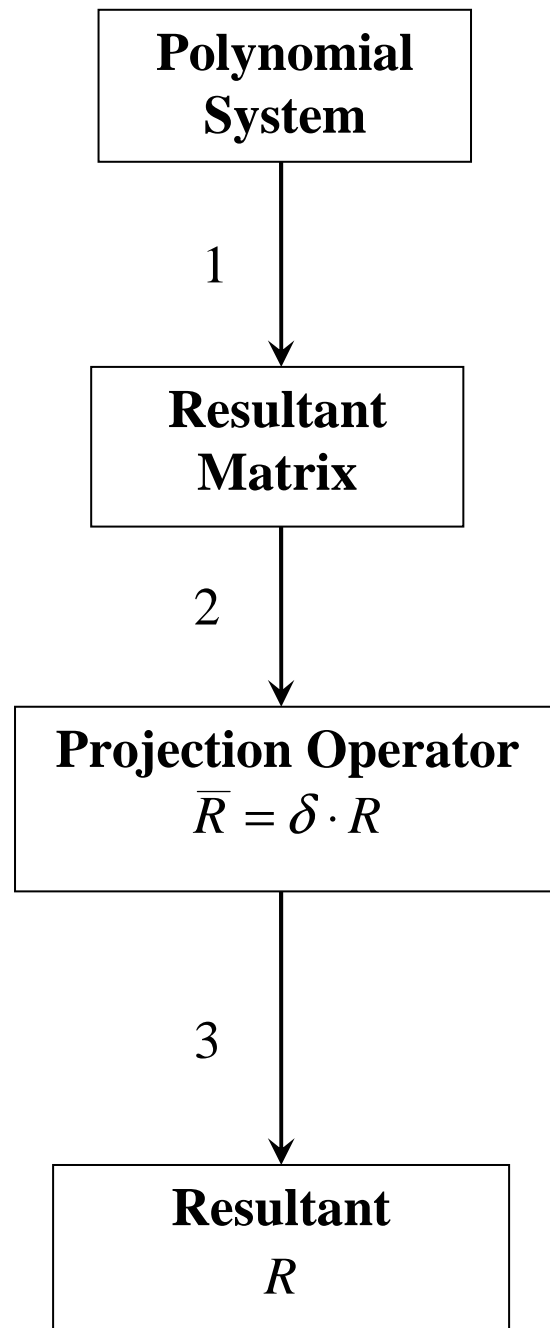 Polynomial
System
1
Resultant
Matrix
2
Projection Operator
R̅ = δ · R
3
Resultant
R